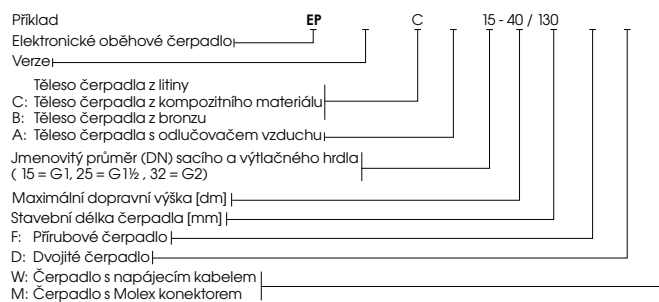 Příklad EP C 15 - 40 / 130
Elektronické oběhové čerpadlo
Verze
Těleso čerpadla z litiny
C: Těleso čerpadla z kompozitního materiálu
B: Těleso čerpadla z bronzu
A: Těleso čerpadla s odlučovačem vzduchu
Jmenovitý průměr (DN) sacího a výtlačného hrdla
( 15 = G1, 25 = G1½ , 32 = G2)
Maximální dopravní výška [dm]
Stavební délka čerpadla [mm]
F: Přírubové čerpadlo
D: Dvojité čerpadlo
W: Čerpadlo s napájecím kabelem
M: Čerpadlo s Molex konektorem